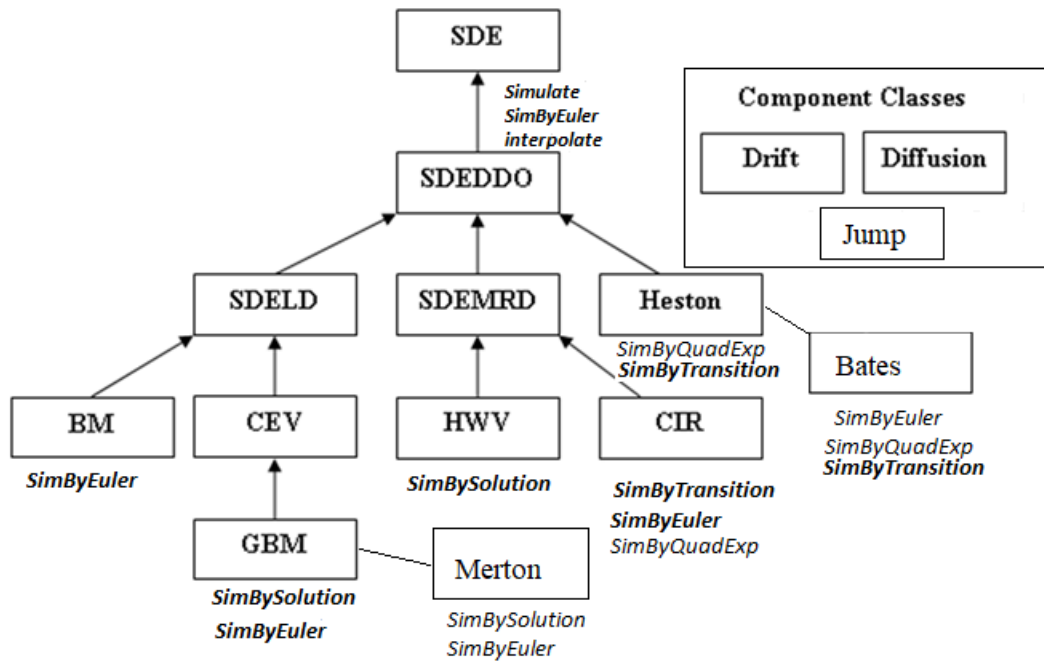 SDE
Simulate
SimByEuler
interpolate
Component Classes
Drift
Diffusion
Jump
SDEDDO
SDELD
SDEMRD
Heston
SimByQuadExp
SimByTransition
Bates
SimByEuler
SimByQuadExp
SimByTransition
BM
SimByEuler
CEV
HWV
SimBySolution
CIR
SimByTransition
SimByEuler
SimByQuadExp
GBM
SimBySolution
SimByEuler
Merton
SimBySolution
SimByEuler